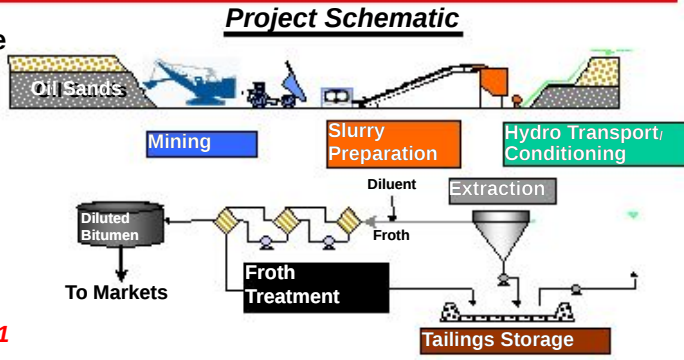 Project Schematic
e
Oil Sands
Mining
Slurry
Preparation
Hydro Transport/
Conditioning
Diluent
Extraction
Diluted
Bitumen
Froth
To Markets
Froth
Treatment
1
Tailings Storage